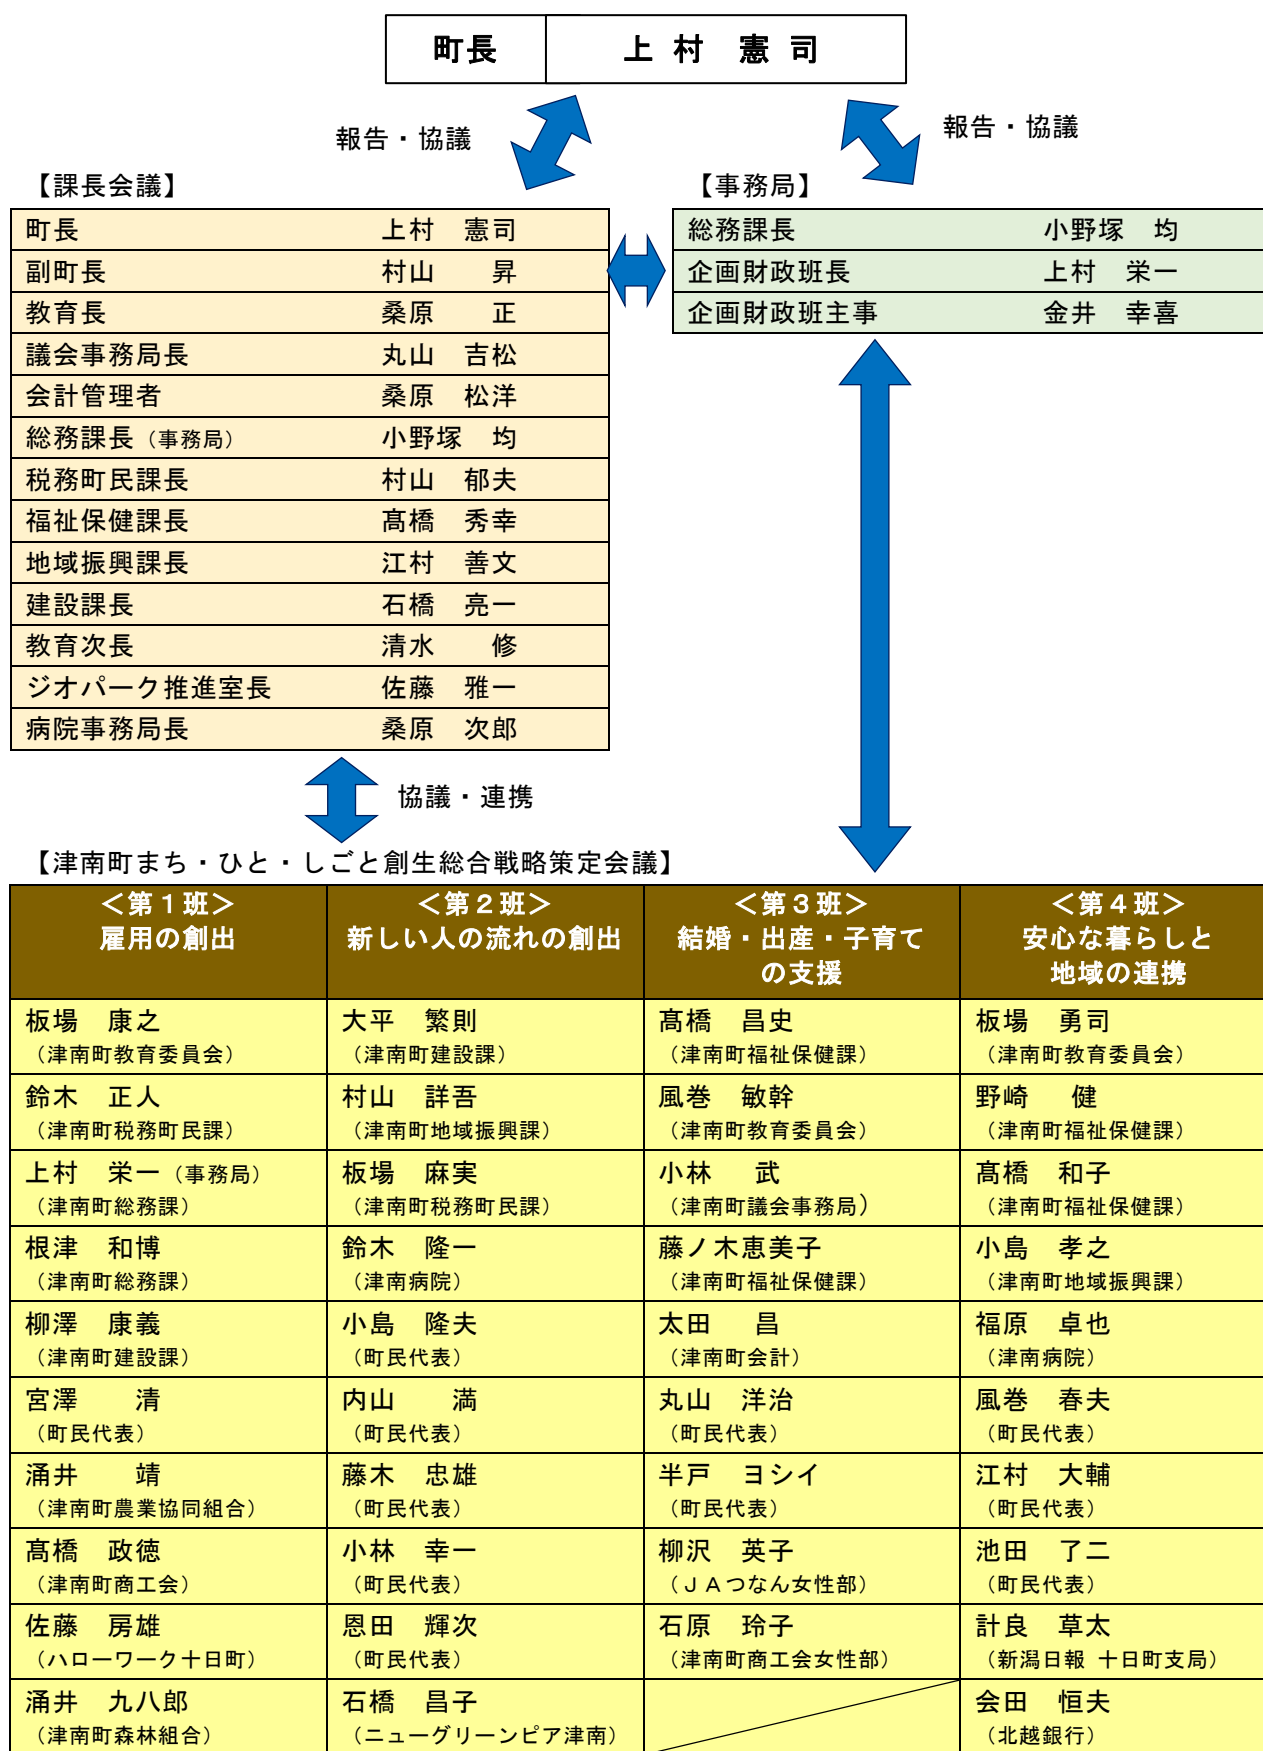 町長 上村 憲司
報告・協議
報告・協議
【課長会議】
町長 上村 憲司
副町長 村山 昇
教育長 桑原 正
議会事務局長 丸山 吉松
会計管理者 桑原 松洋
総務課長（事務局） 小野塚 均
税務町民課長 村山 郁夫
福祉保健課長 髙橋 秀幸
地域振興課長 江村 善文
建設課長 石橋 亮一
教育次長 清水 修
ジオパーク推進室長 佐藤 雅一
病院事務局長 桑原 次郎
【事務局】
総務課長 小野塚 均
企画財政班長 上村 栄一
企画財政班主事 金井 幸喜
協議・連携
【津南町まち・ひと・しごと創生総合戦略策定会議】
＜第１班＞
雇用の創出
板場 康之
（津南町教育委員会）
鈴木 正人
（津南町税務町民課）
上村 栄一（事務局）
（津南町総務課）
根津 和博
（津南町総務課）
柳澤 康義
（津南町建設課）
宮澤 清
（町民代表）
涌井 靖
（津南町農業協同組合）
髙橋 政徳
（津南町商工会）
佐藤 房雄
（ハローワーク十日町）
涌井 九八郎
（津南町森林組合）
＜第２班＞
新しい人の流れの創出
大平 繁則
（津南町建設課）
村山 詳吾
（津南町地域振興課）
板場 麻実
（津南町税務町民課）
鈴木 隆一
（津南病院）
小島 隆夫
（町民代表）
内山 満
（町民代表）
藤木 忠雄
（町民代表）
小林 幸一
（町民代表）
恩田 輝次
（町民代表）
石橋 昌子
（ニューグリーンピア津南）
＜第３班＞
結婚・出産・子育て
の支援
髙橋 昌史
（津南町福祉保健課）
風巻 敏幹
（津南町教育委員会）
小林 武
（津南町議会事務局）
藤ノ木恵美子
（津南町福祉保健課）
太田 昌
（津南町会計）
丸山 洋治
（町民代表）
半戸 ヨシイ
（町民代表）
柳沢 英子
（ＪＡつなん女性部）
石原 玲子
（津南町商工会女性部）
＜第４班＞
安心な暮らしと
地域の連携
板場 勇司
（津南町教育委員会）
野崎 健
（津南町福祉保健課）
髙橋 和子
（津南町福祉保健課）
小島 孝之
（津南町地域振興課）
福原 卓也
（津南病院）
風巻 春夫
（町民代表）
江村 大輔
（町民代表）
池田 了二
（町民代表）
計良 草太
（新潟日報 十日町支局）
会田 恒夫
（北越銀行）